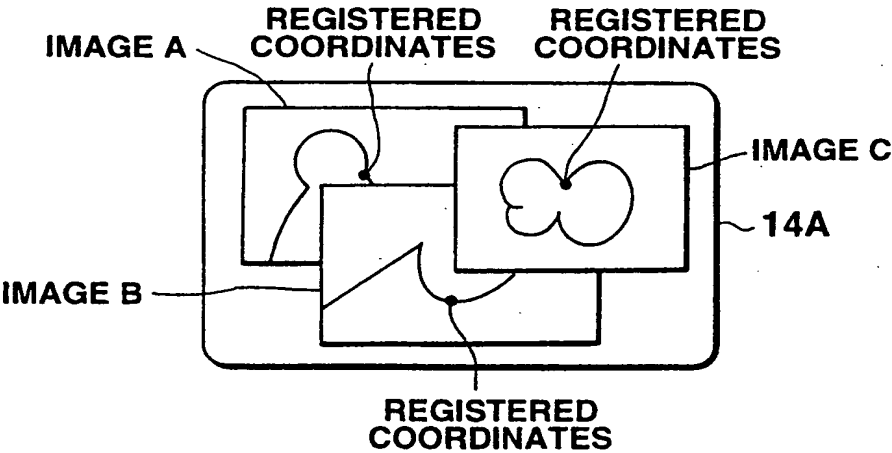 REGISTERED
COORDINATES
REGISTERED
COORDINATES
IMAGE A
IMAGE C
14A
IMAGE B
REGISTERED
COORDINATES